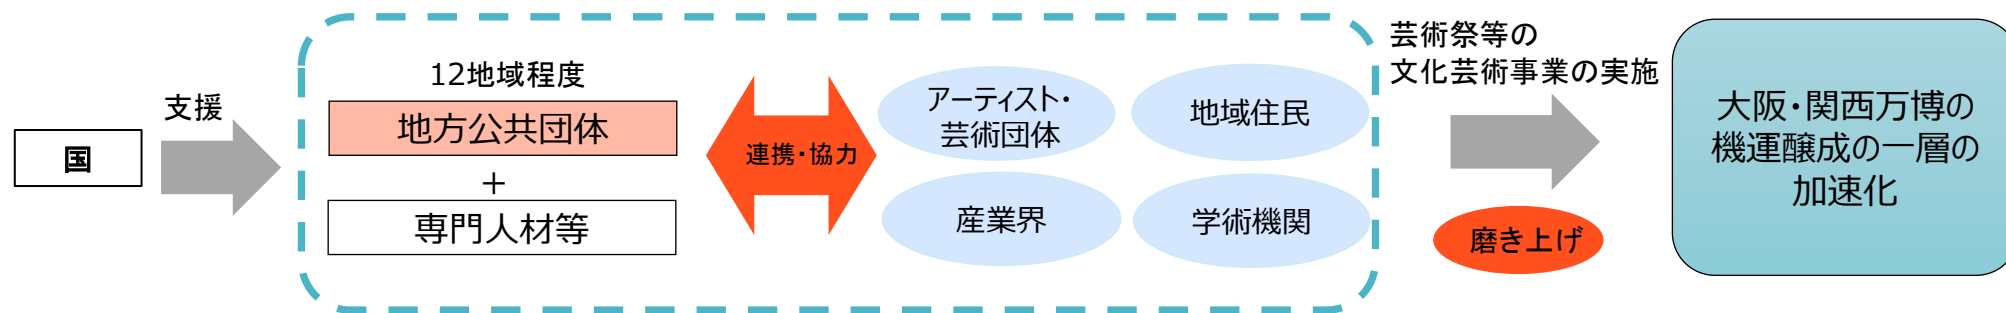 国
支援
12地域程度
地方公共団体
+
専門人材等
連携・協力
アーティスト・
芸術団体
地域住民
産業界
学術機関
芸術祭等の
文化芸術事業の実施
磨き上げ
大阪・関西万博の
機運醸成の一層の
加速化